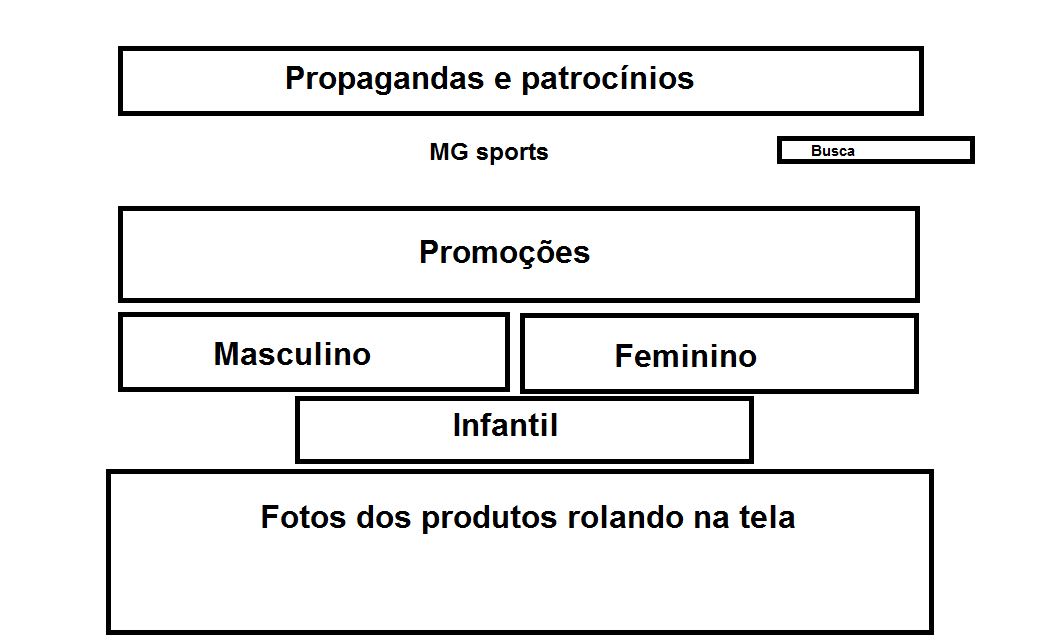 Propagandas e patrocínios
MG sports
Busca
Promoções
Masculino
Feminino
Infantil
Fotos dos produtos rolando na tela